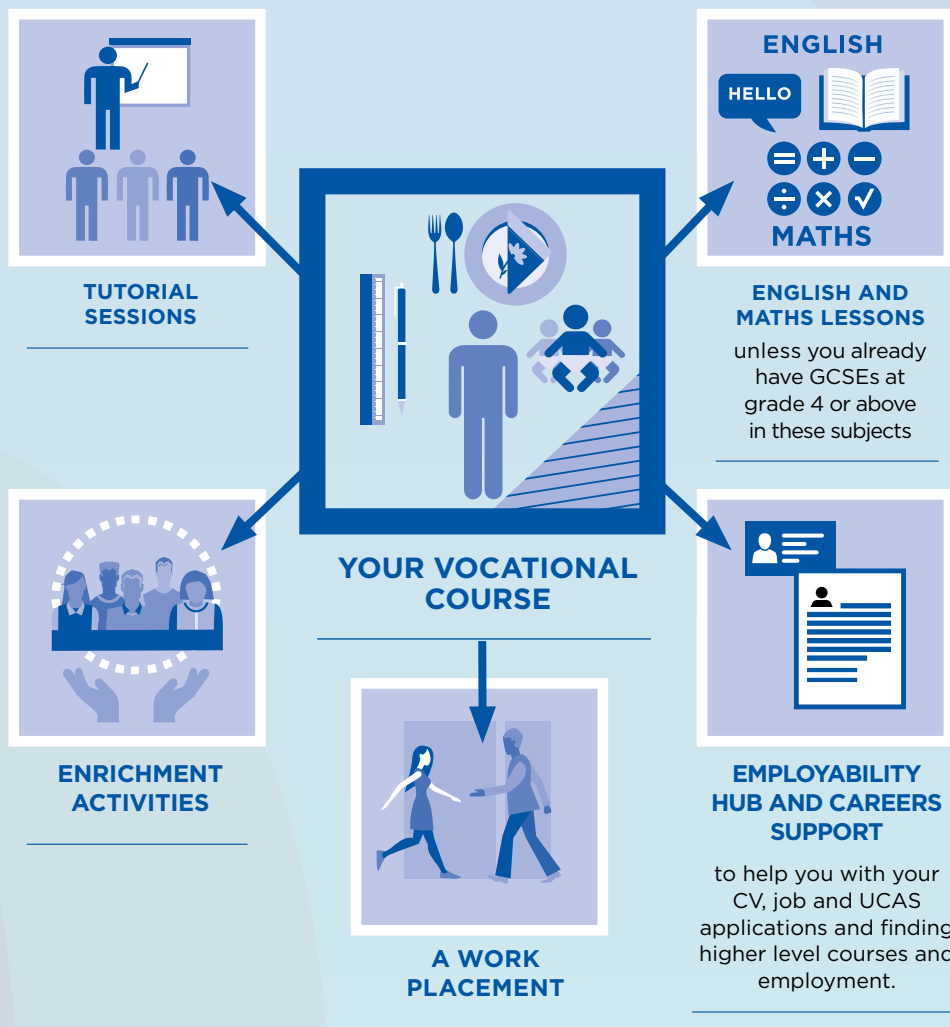 ENGLISH
HELLO
= + −
÷ × √
MATHS
TUTORIAL
SESSIONS
ENGLISH AND
MATHS LESSONS
unless you already
have GCSEs at
grade 4 or above
in these subjects
YOUR VOCATIONAL
COURSE
ENRICHMENT
ACTIVITIES
A WORK
PLACEMENT
EMPLOYABILITY
HUB AND CAREERS
SUPPORT
to help you with your
CV, job and UCAS
applications and finding
higher level courses and
employment.